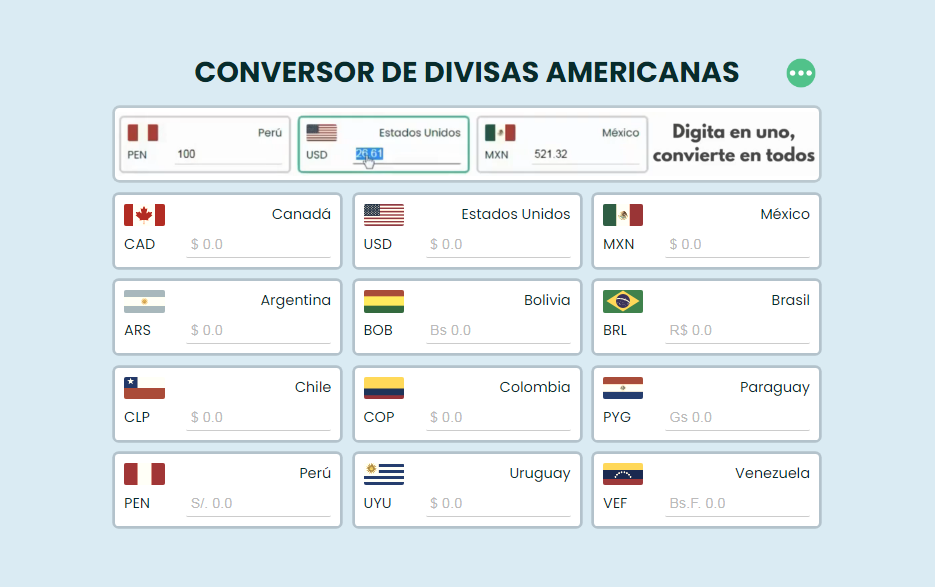 CONVERSOR DE DIVISAS AMERICANAS
Perú
PEN 100
Estados Unidos
USD 26.61
México
MXN 521.32
Digita en uno,
convierte en todos
Canadá
CAD $ 0.0
Estados Unidos
USD $ 0.0
México
MXN $ 0.0
Argentina
ARS $ 0.0
Bolivia
BOB Bs 0.0
Brasil
BRL R$ 0.0
Chile
CLP $ 0.0
Colombia
COP $ 0.0
Paraguay
PYG Gs 0.0
Perú
PEN S/. 0.0
Uruguay
UYU $ 0.0
Venezuela
VEF Bs.F. 0.0